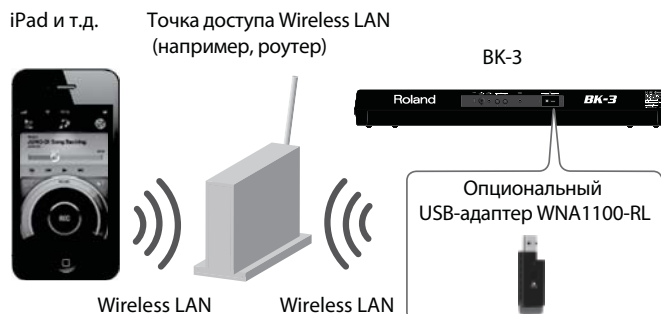 iPad и т.д.
Точка доступа Wireless LAN
(например, роутер)
BK-3
Roland
BK-3
REC
Опциональный
USB-адаптер WNA1100-RL
Wireless LAN
Wireless LAN